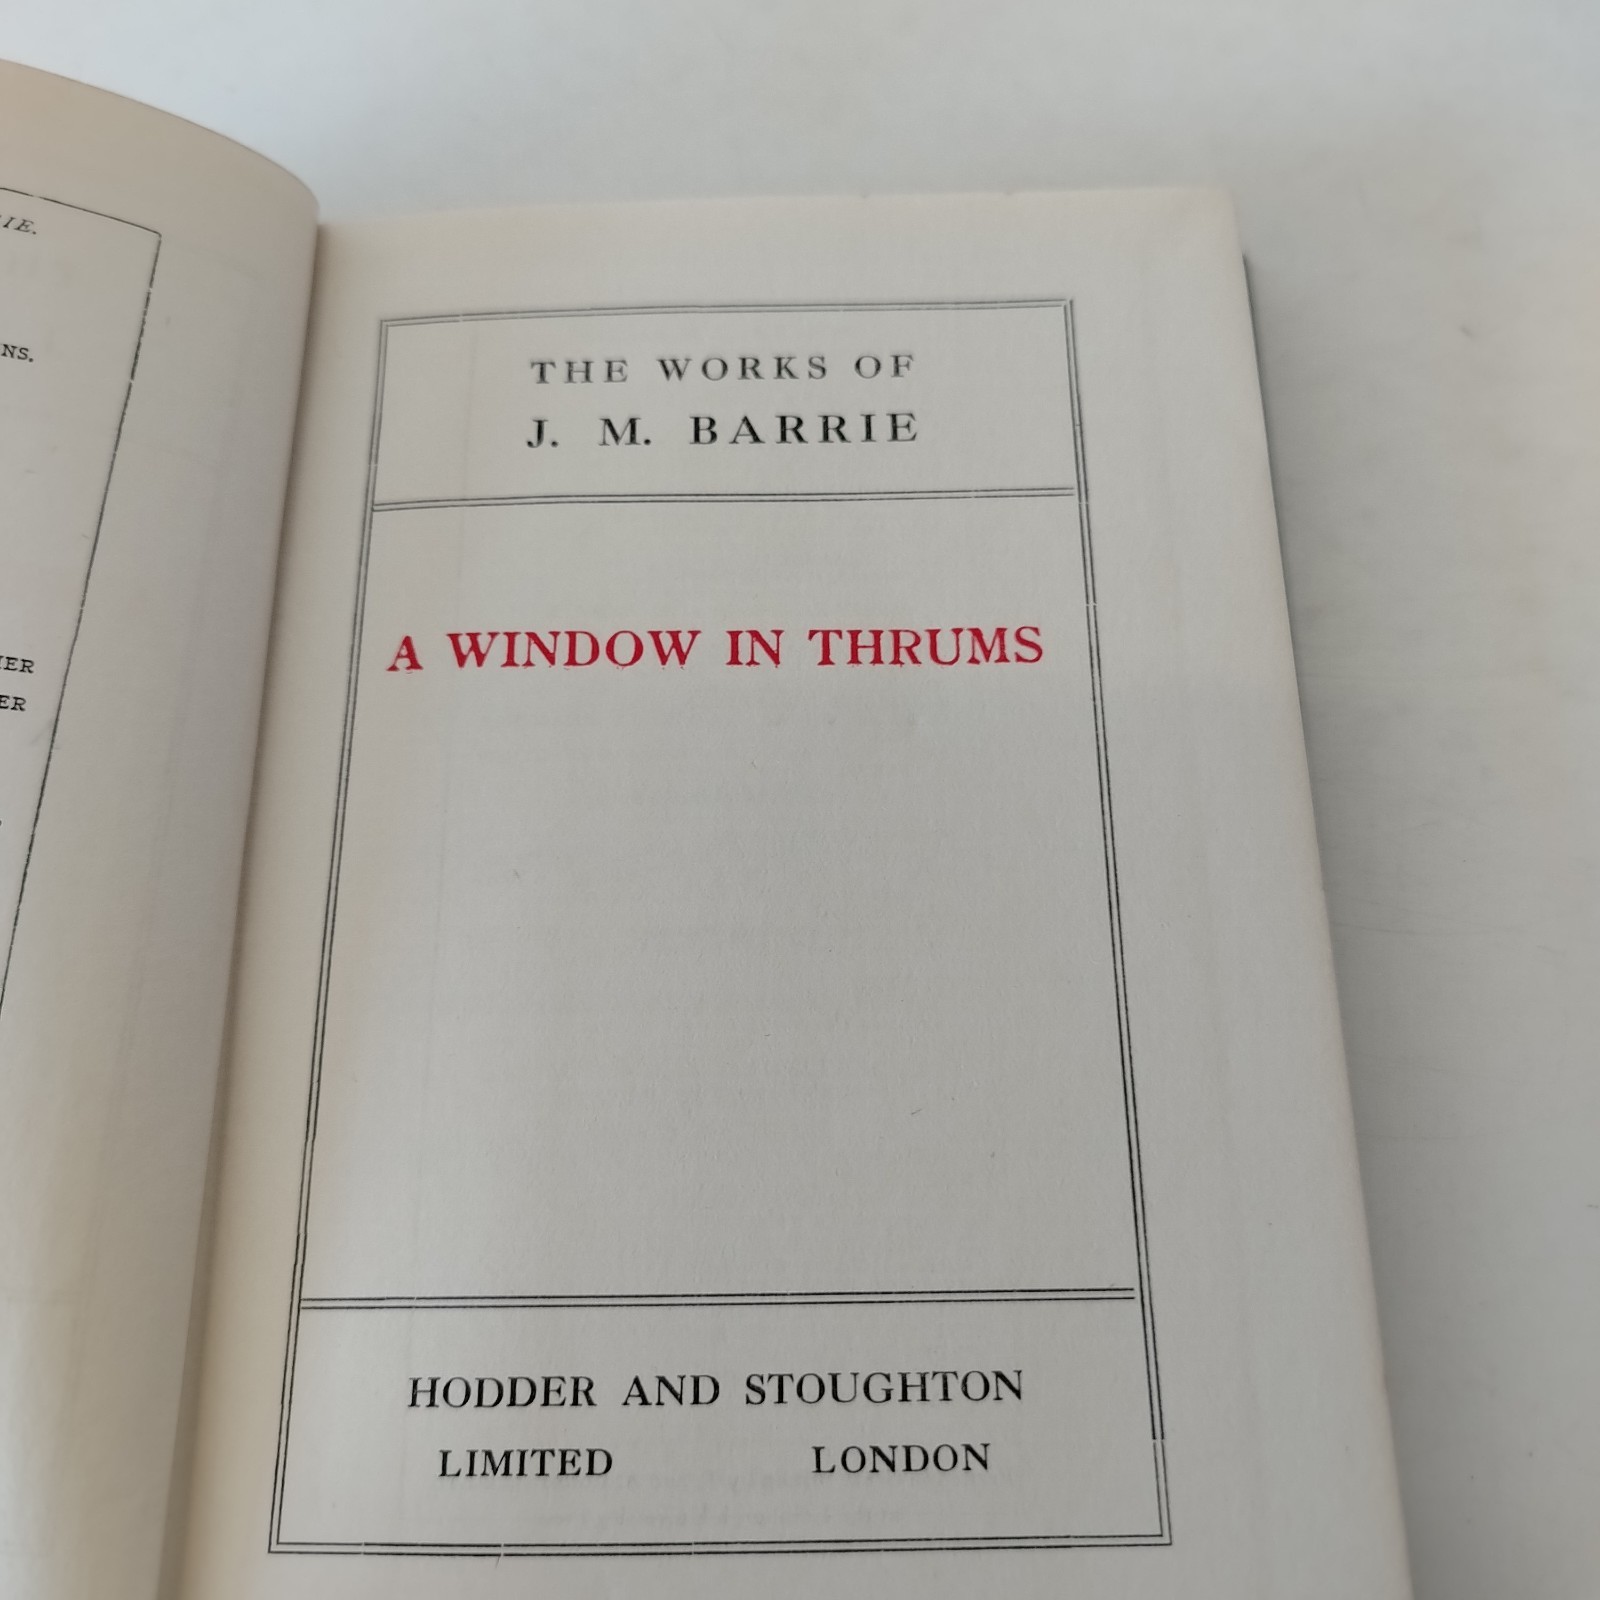 THE WORKS OF
J. M. BARRIE
A WINDOW IN THRUMS
HODDER AND STOUGHTON
LIMITED LONDON